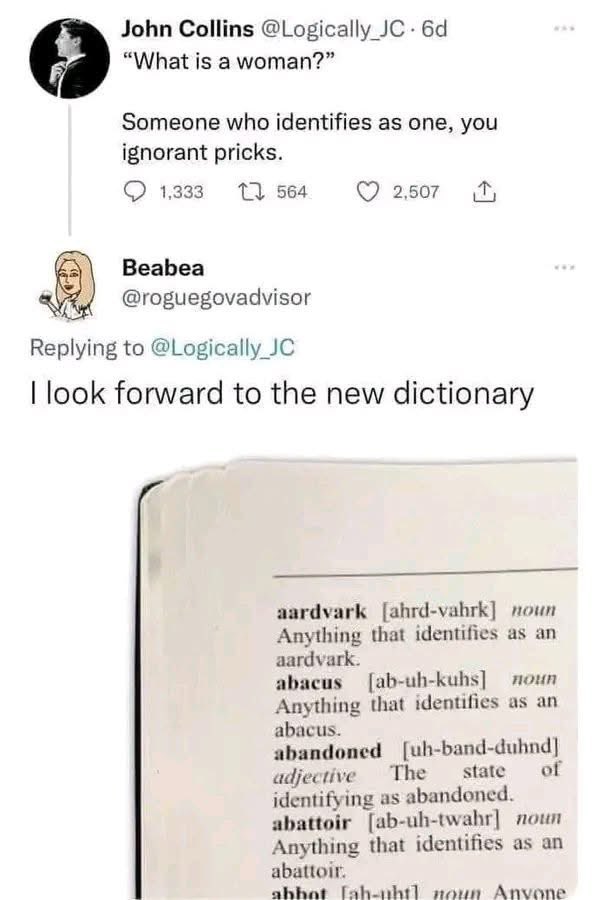 John Collins @Logically_JC · 6d
“What is a woman?”
Someone who identifies as one, you
ignorant pricks.
1,333 564 2,507
Beabea
@roguegovadvisor
Replying to @Logically_JC
I look forward to the new dictionary
aardvark [ahrd-vahrk] noun
Anything that identifies as an
aardvark.
abacus [ab-uh-kuhs] noun
Anything that identifies as an
abacus.
abandoned [uh-band-duhnd]
adjective The state of
identifying as abandoned.
abattoir [ab-uh-twahr] noun
Anything that identifies as an
abattoir.
abbot [ah-uht] noun Anyone